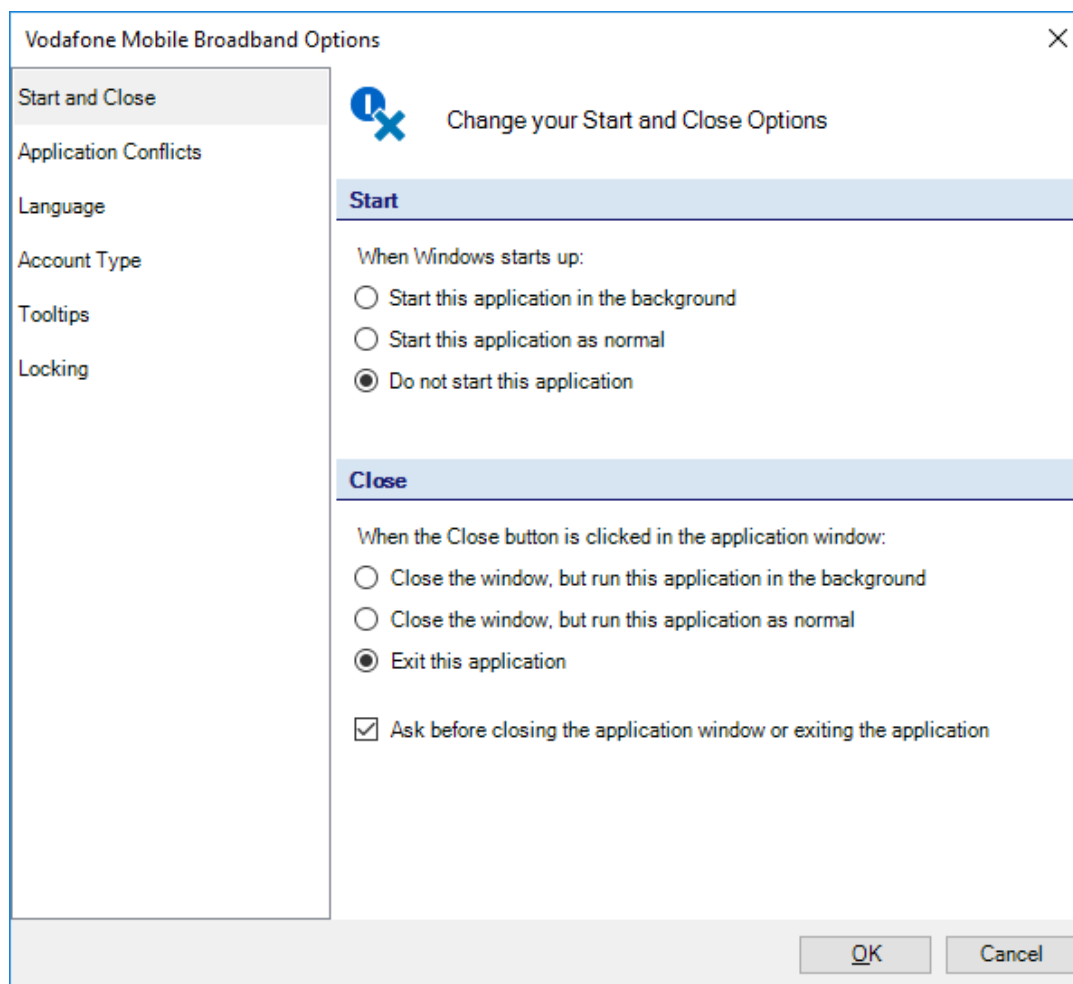 Vodafone Mobile Broadband Options
Start and Close
Application Conflicts
Language
Account Type
Tooltips
Locking
Change your Start and Close Options
Start
When Windows starts up:
Start this application in the background
Start this application as normal
Do not start this application
Close
When the Close button is clicked in the application window:
Close the window, but run this application in the background
Close the window, but run this application as normal
Exit this application
Ask before closing the application window or exiting the application
OK
Cancel